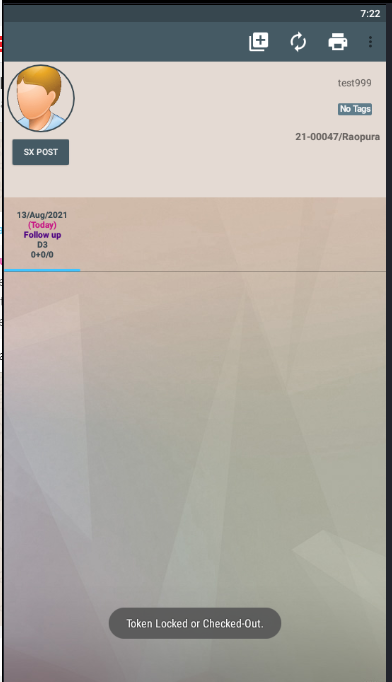 7:22
test999
No Tags
SX POST
21-00047/Raopura
13/Aug/2021
(Today)
Follow up
D3
0+0/0
Token Locked or Checked-Out.